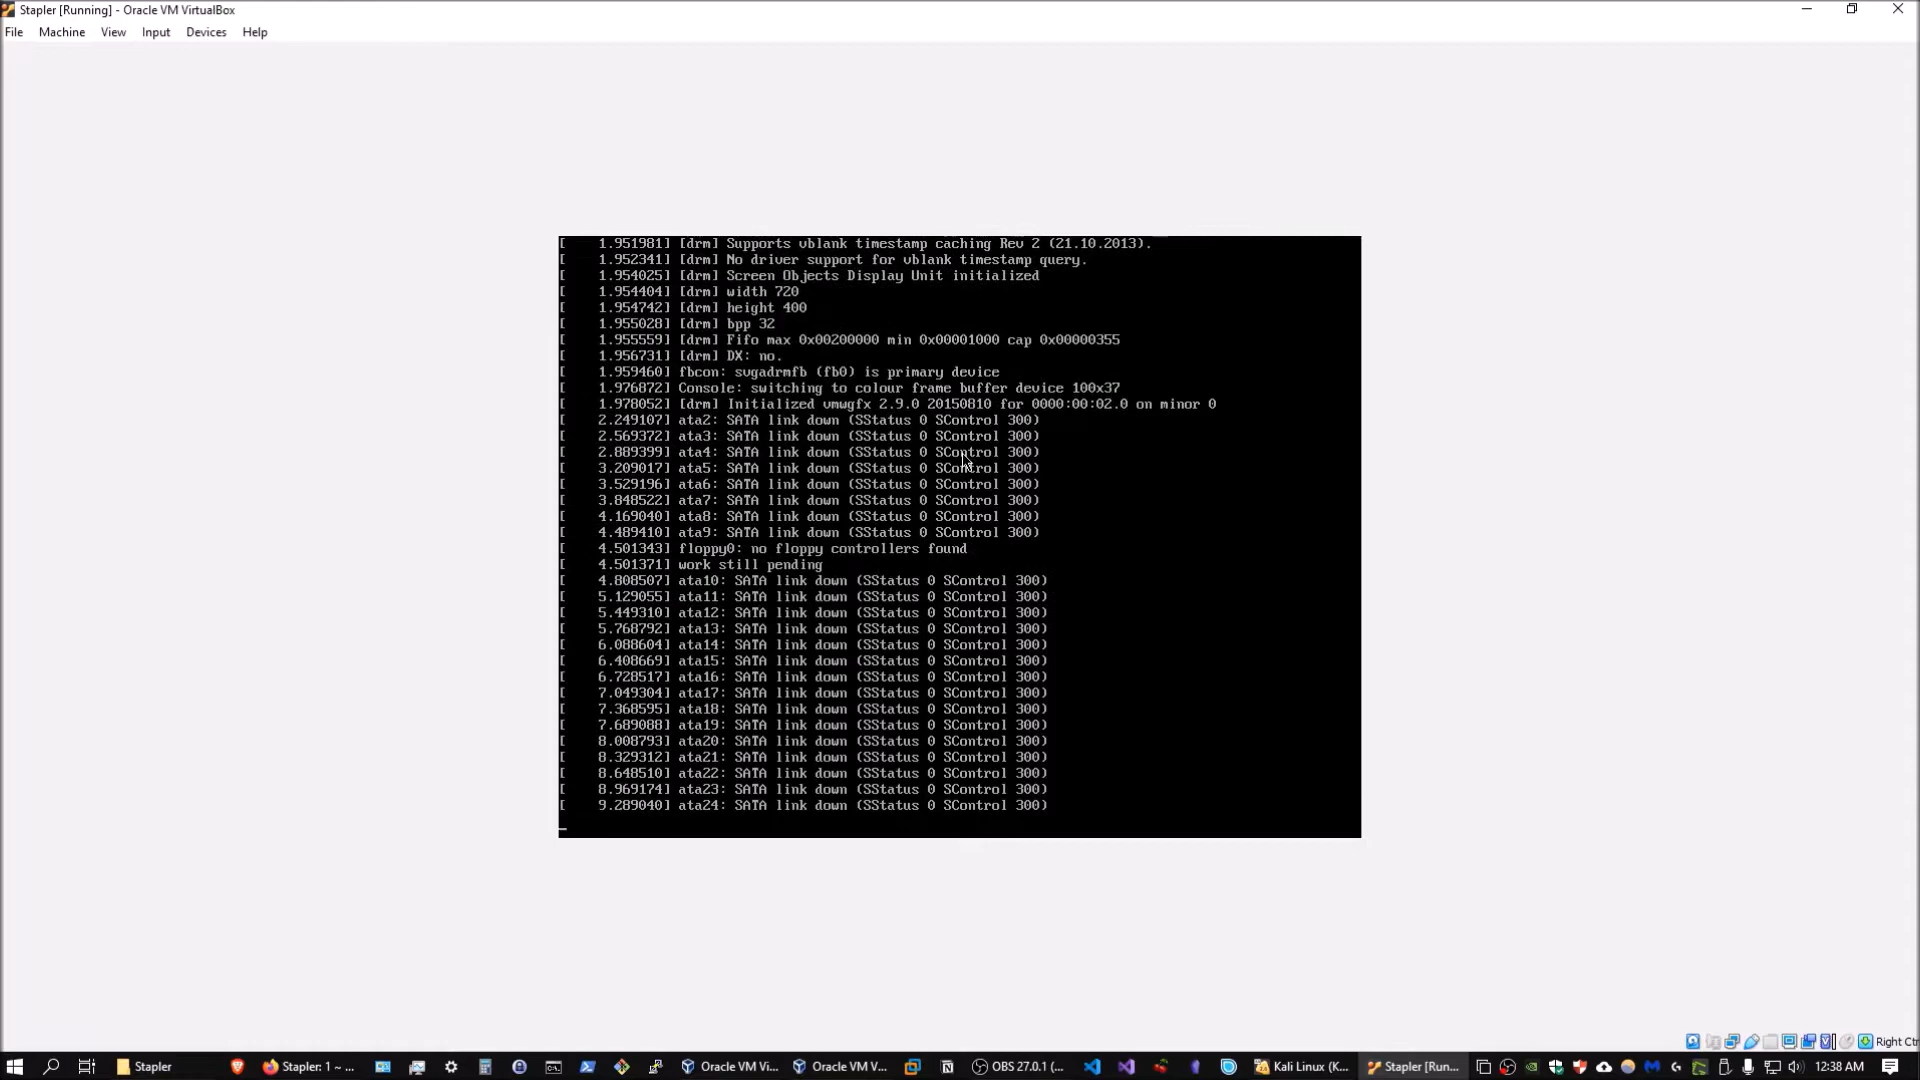 Stapler [Running] - Oracle VM VirtualBox
File Machine View Input Devices Help
[ 1.951981] [drm] Supports vblank timestamp caching Rev 2 (21.10.2013).
[ 1.952341] [drm] No driver support for vblank timestamp query.
[ 1.954025] [drm] Screen Objects Display Unit initialized
[ 1.954404] [drm] width 720
[ 1.954742] [drm] height 400
[ 1.955028] [drm] bpp 32
[ 1.955559] [drm] Fifo max 0x00200000 min 0x00001000 cap 0x00000355
[ 1.956731] [drm] DX: no.
[ 1.959460] fbcon: svgadrmfb (fb0) is primary device
[ 1.976872] Console: switching to colour frame buffer device 100x37
[ 1.978052] [drm] Initialized vmwgfx 2.9.0 20150810 for 0000:00:02.0 on minor 0
[ 2.249107] ata2: SATA link down (SStatus 0 SControl 300)
[ 2.569372] ata3: SATA link down (SStatus 0 SControl 300)
[ 2.889399] ata4: SATA link down (SStatus 0 SControl 300)
[ 3.209017] ata5: SATA link down (SStatus 0 SControl 300)
[ 3.529196] ata6: SATA link down (SStatus 0 SControl 300)
[ 3.848522] ata7: SATA link down (SStatus 0 SControl 300)
[ 4.169040] ata8: SATA link down (SStatus 0 SControl 300)
[ 4.489410] ata9: SATA link down (SStatus 0 SControl 300)
[ 4.501343] floppy0: no floppy controllers found
[ 4.501371] work still pending
[ 4.808507] ata10: SATA link down (SStatus 0 SControl 300)
[ 5.129055] ata11: SATA link down (SStatus 0 SControl 300)
[ 5.449310] ata12: SATA link down (SStatus 0 SControl 300)
[ 5.768792] ata13: SATA link down (SStatus 0 SControl 300)
[ 6.088604] ata14: SATA link down (SStatus 0 SControl 300)
[ 6.408669] ata15: SATA link down (SStatus 0 SControl 300)
[ 6.728517] ata16: SATA link down (SStatus 0 SControl 300)
[ 7.049304] ata17: SATA link down (SStatus 0 SControl 300)
[ 7.368595] ata18: SATA link down (SStatus 0 SControl 300)
[ 7.689088] ata19: SATA link down (SStatus 0 SControl 300)
[ 8.008793] ata20: SATA link down (SStatus 0 SControl 300)
[ 8.329312] ata21: SATA link down (SStatus 0 SControl 300)
[ 8.648510] ata22: SATA link down (SStatus 0 SControl 300)
[ 8.969174] ata23: SATA link down (SStatus 0 SControl 300)
[ 9.289040] ata24: SATA link down (SStatus 0 SControl 300)
Right Ctr
Stapler Stapler: 1 ~ ... Oracle VM Vi... Oracle VM V... OBS 27.0.1 (... Kali Linux (K... Stapler [Run... 12:38 AM